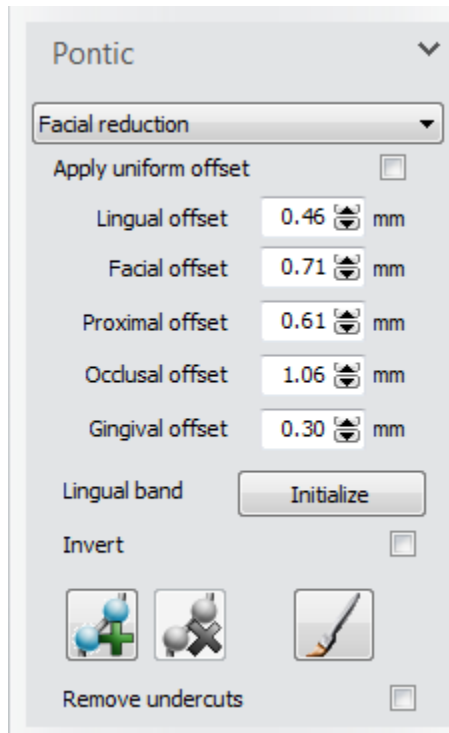 Pontic
Facial reduction
Apply uniform offset
Lingual offset 0.46 mm
Facial offset 0.71 mm
Proximal offset 0.61 mm
Occlusal offset 1.06 mm
Gingival offset 0.30 mm
Lingual band Initialize
Invert
Remove undercuts